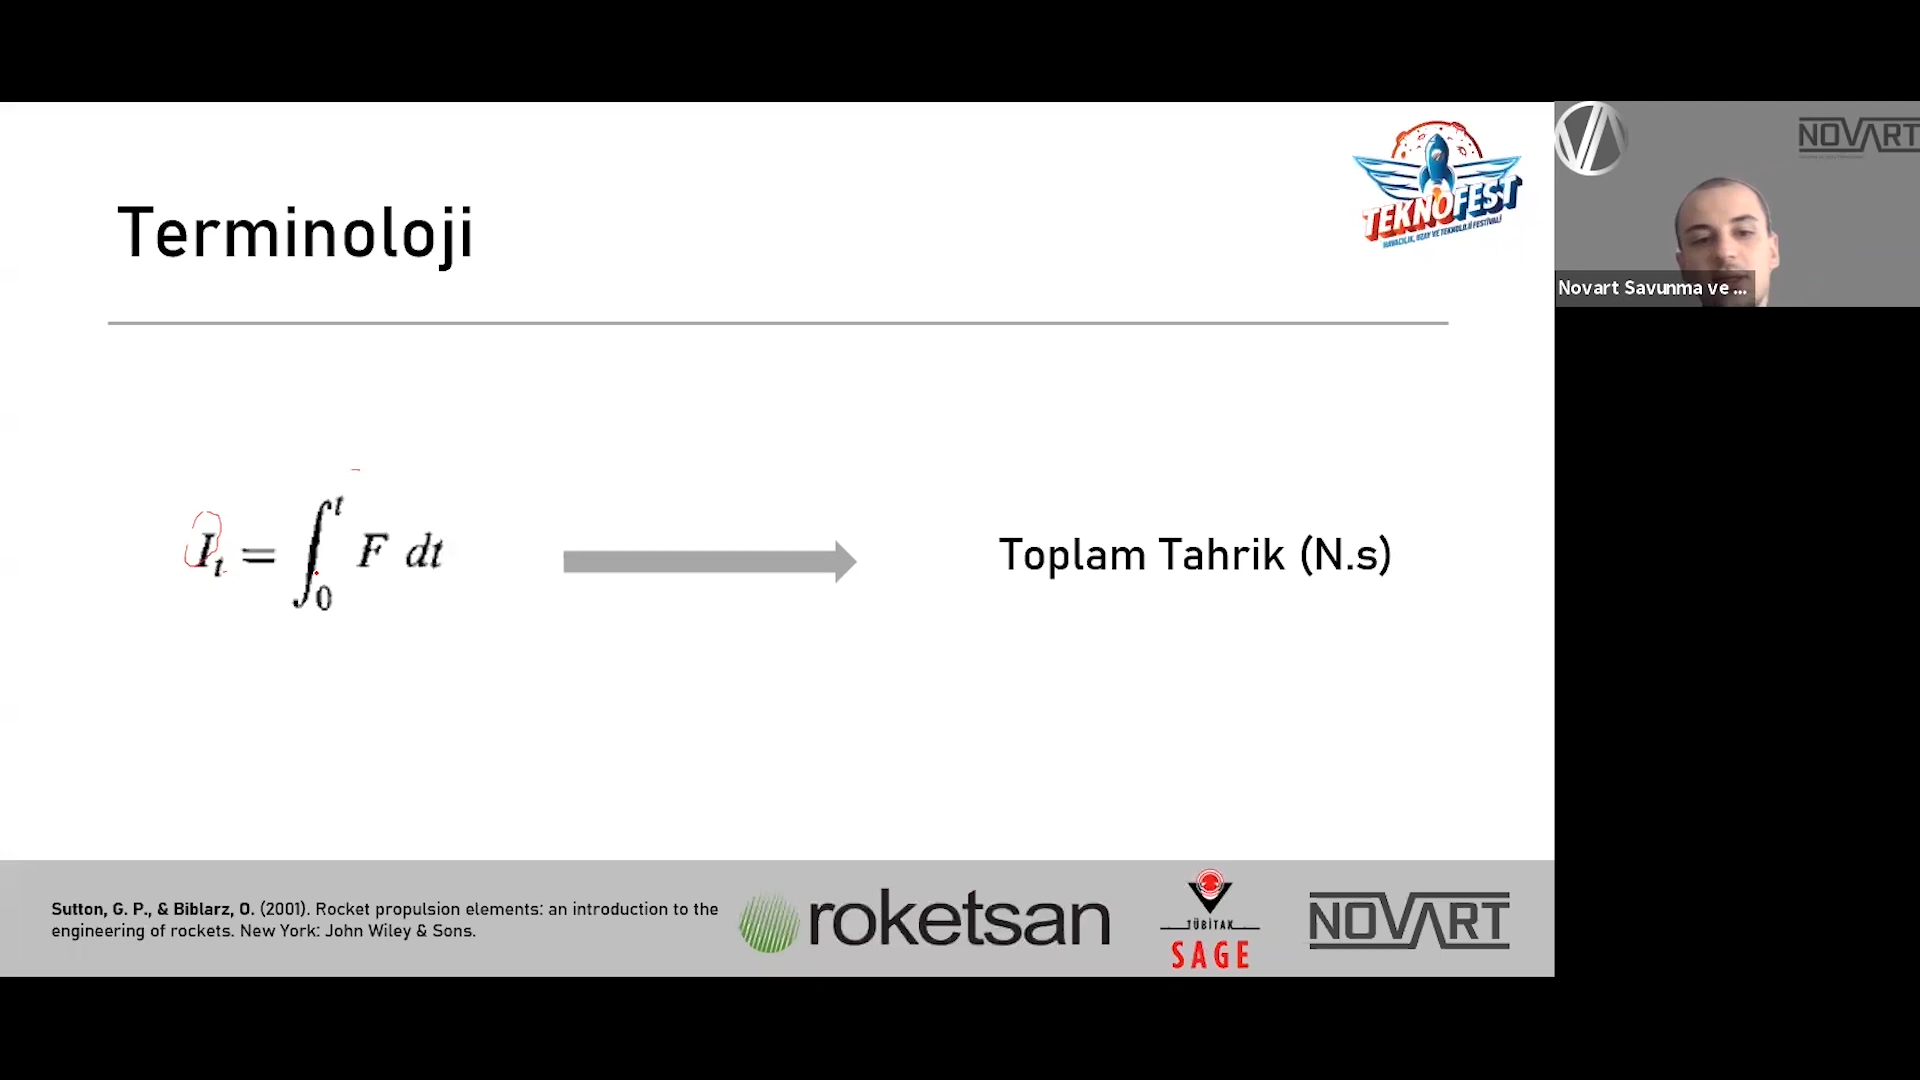 TEKNOFEST
HAVACILIK, UZAY VE TEKNOLOJİ FESTİVALİ
NOVART
Terminoloji
Novart Savunma ve ...
I_t = ∫_0^t F dt
Toplam Tahrik (N.s)
Sutton, G. P., & Biblarz, O. (2001). Rocket propulsion elements: an introduction to the
engineering of rockets. New York: John Wiley & Sons.
roketsan
TÜBİTAK
SAGE
NOVART